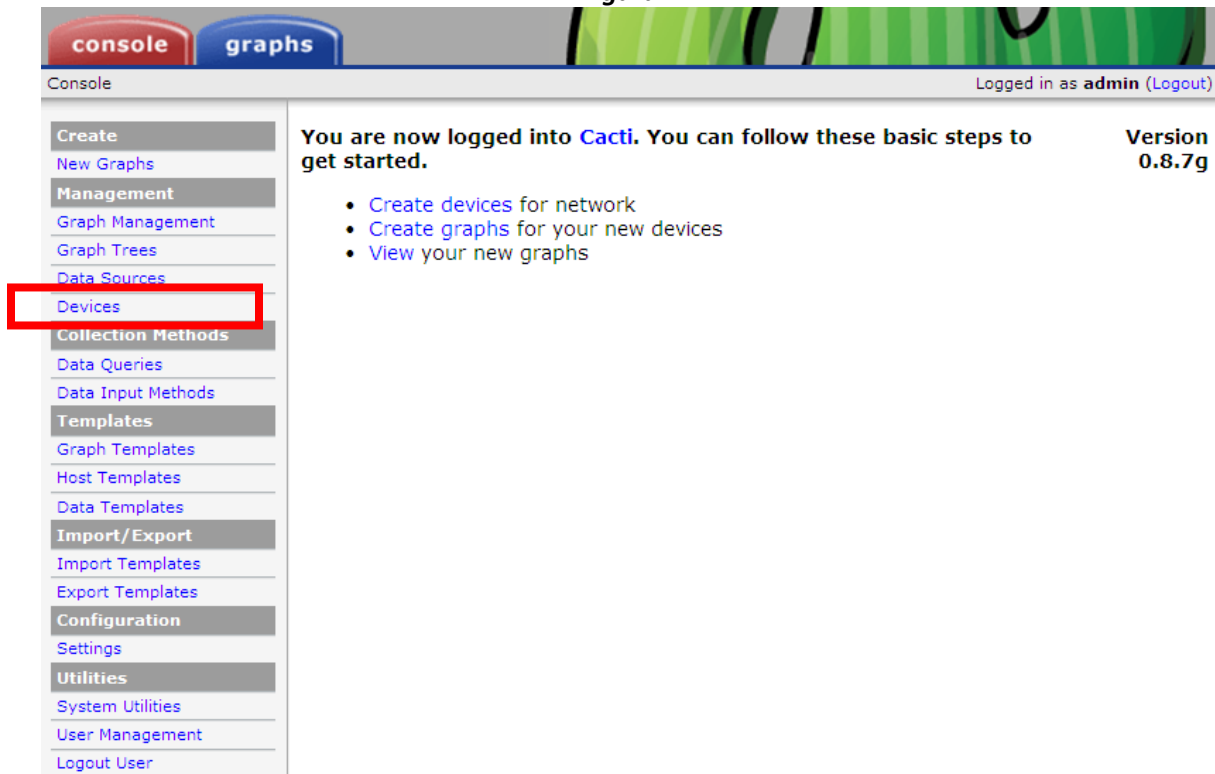 console graphs
Console
Logged in as admin (Logout)
Create
New Graphs
Management
Graph Management
Graph Trees
Data Sources
Devices
Collection Methods
Data Queries
Data Input Methods
Templates
Graph Templates
Host Templates
Data Templates
Import/Export
Import Templates
Export Templates
Configuration
Settings
Utilities
System Utilities
User Management
Logout User
You are now logged into Cacti. You can follow these basic steps to
get started.
Version
0.8.7g
• Create devices for network
• Create graphs for your new devices
• View your new graphs